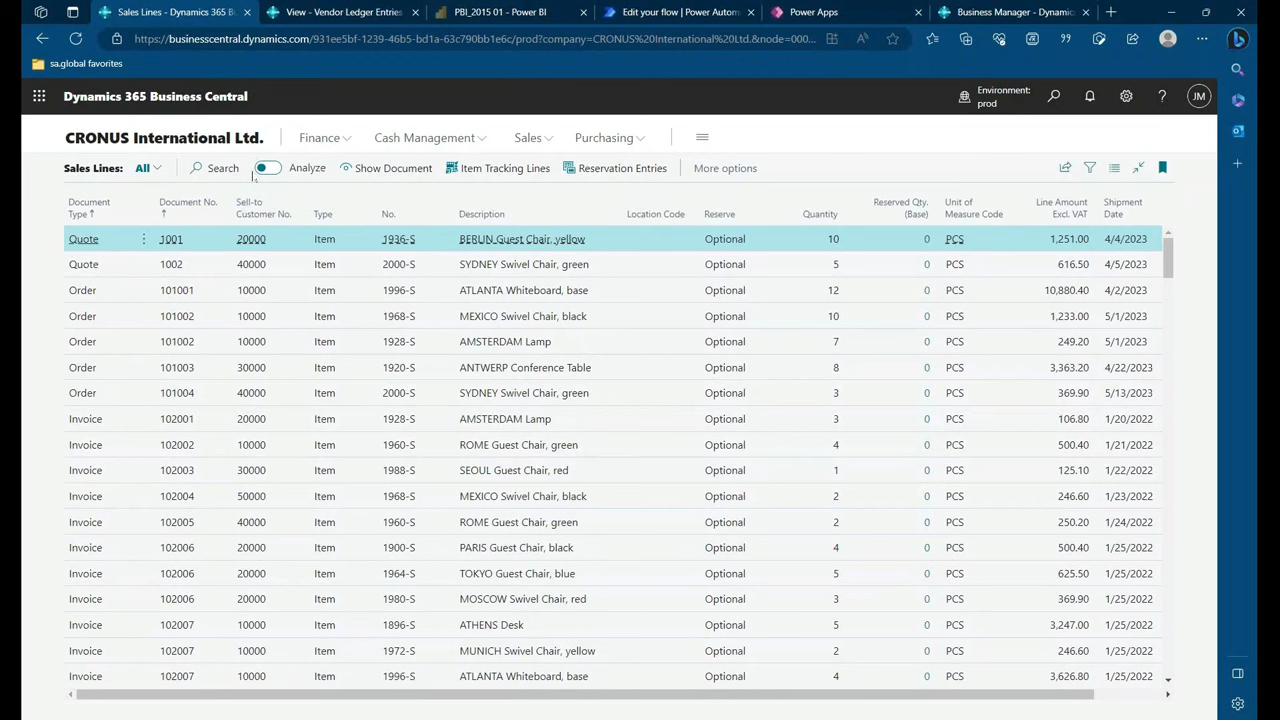 Sales Lines - Dynamics 365 Busin
View - Vendor Ledger Entries - D
PBI_2015 01 - Power BI
Edit your flow | Power Automate
Power Apps
Business Manager - Dynamics 36
https://businesscentral.dynamics.com/931ee5bf-1239-46b5-bd1a-63c790bb1e6c/prod?company=CRONUS%20International%20Ltd.&node=000...
sa.global favorites
Dynamics 365 Business Central
Environment:
prod
JM
CRONUS International Ltd.
Finance
Cash Management
Sales
Purchasing
Sales Lines: All
Search
Analyze
Show Document
Item Tracking Lines
Reservation Entries
More options
Document Type ↑ Document No. ↑ Sell-to Customer No. Type No. Description Location Code Reserve Quantity Reserved Qty. (Base) Unit of Measure Code Line Amount Excl. VAT Shipment Date
Quote 1001 20000 Item 1936-S BERLIN Guest Chair, yellow Optional 10 0 PCS 1,251.00 4/4/2023
Quote 1002 40000 Item 2000-S SYDNEY Swivel Chair, green Optional 5 0 PCS 616.50 4/5/2023
Order 101001 10000 Item 1996-S ATLANTA Whiteboard, base Optional 12 0 PCS 10,880.40 4/2/2023
Order 101002 10000 Item 1968-S MEXICO Swivel Chair, black Optional 10 0 PCS 1,233.00 5/1/2023
Order 101002 10000 Item 1928-S AMSTERDAM Lamp Optional 7 0 PCS 249.20 5/1/2023
Order 101003 30000 Item 1920-S ANTWERP Conference Table Optional 8 0 PCS 3,363.20 4/22/2023
Order 101004 40000 Item 2000-S SYDNEY Swivel Chair, green Optional 3 0 PCS 369.90 5/13/2023
Invoice 102001 20000 Item 1928-S AMSTERDAM Lamp Optional 3 0 PCS 106.80 1/20/2022
Invoice 102002 10000 Item 1960-S ROME Guest Chair, green Optional 4 0 PCS 500.40 1/21/2022
Invoice 102003 30000 Item 1988-S SEOUL Guest Chair, red Optional 1 0 PCS 125.10 1/22/2022
Invoice 102004 50000 Item 1968-S MEXICO Swivel Chair, black Optional 2 0 PCS 246.60 1/23/2022
Invoice 102005 40000 Item 1960-S ROME Guest Chair, green Optional 2 0 PCS 250.20 1/24/2022
Invoice 102006 20000 Item 1900-S PARIS Guest Chair, black Optional 4 0 PCS 500.40 1/25/2022
Invoice 102006 20000 Item 1964-S TOKYO Guest Chair, blue Optional 5 0 PCS 625.50 1/25/2022
Invoice 102006 20000 Item 1980-S MOSCOW Swivel Chair, red Optional 3 0 PCS 369.90 1/25/2022
Invoice 102007 10000 Item 1896-S ATHENS Desk Optional 5 0 PCS 3,247.00 1/25/2022
Invoice 102007 10000 Item 1972-S MUNICH Swivel Chair, yellow Optional 2 0 PCS 246.60 1/25/2022
Invoice 102007 10000 Item 1996-S ATLANTA Whiteboard, base Optional 4 0 PCS 3,626.80 1/25/2022